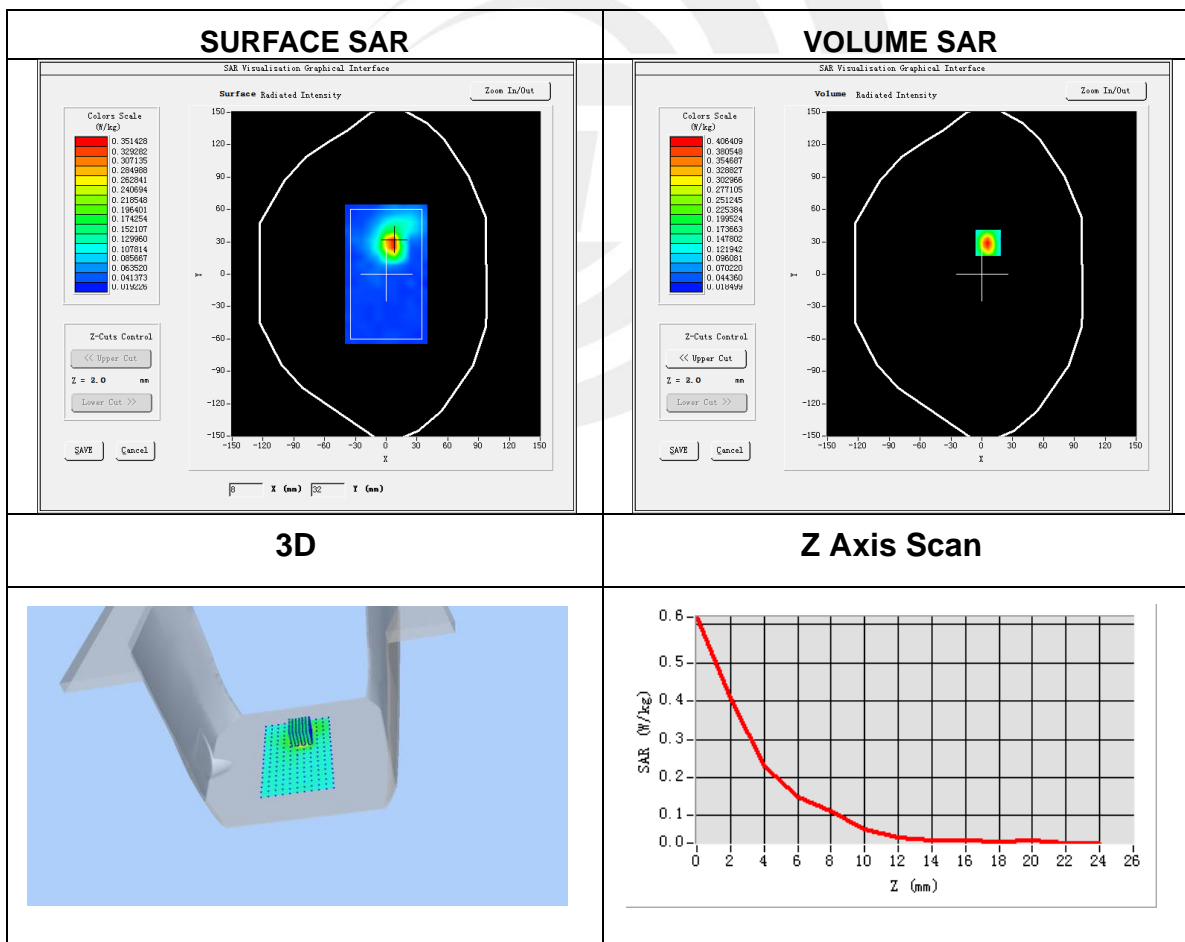 SURFACE SAR
VOLUME SAR
SAR Visualisation Graphical Interface
Surface Radiated Intensity
Zoom In/Out
Colors Scale
(W/kg)
0.351428
0.329282
0.307135
0.284988
0.262841
0.240694
0.218548
0.196401
0.174254
0.152107
0.129960
0.107814
0.085667
0.063520
0.041373
0.019226
Z-Cuts Control
<< Upper Cut
Z = 2.0 mm
Lower Cut >>
SAVE Cancel
150
120
90
60
30
0
-30
-60
-90
-120
-150
Y
-150 -120 -90 -60 -30 0 30 60 90 120 150
X
8 X (mm) 32 Y (mm)
SAR Visualisation Graphical Interface
Volume Radiated Intensity
Zoom In/Out
Colors Scale
(W/kg)
0.406409
0.380548
0.354687
0.328827
0.302966
0.277105
0.251245
0.225384
0.199524
0.173663
0.147802
0.121942
0.096081
0.070220
0.044360
0.018499
Z-Cuts Control
<< Upper Cut
Z = 2.0 mm
Lower Cut >>
SAVE Cancel
150
120
90
60
30
0
-30
-60
-90
-120
-150
Y
-150 -120 -90 -60 -30 0 30 60 90 120 150
X
3D
Z Axis Scan
0.6
0.5
0.4
0.3
0.2
0.1
0.0
SAR (W/kg)
0 2 4 6 8 10 12 14 16 18 20 22 24 26
Z (mm)